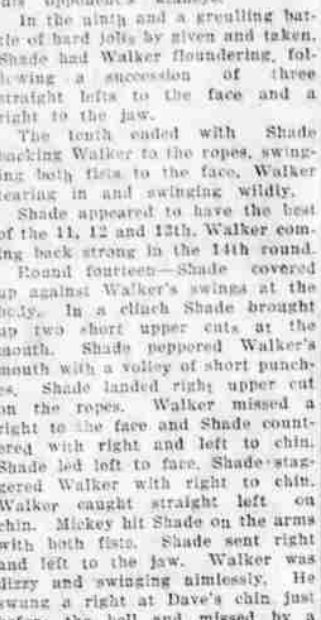 In the ninth and a greulling bat-
tle of hard jolts by given and taken.
Shade had Walker floundering, fol-
lowing a succession of three
straight lefts to the face and a
right to the jaw.
The tenth ended with Shade
backing Walker to the ropes, swing-
ing both fists to the face, Walker
tearing in and swinging wildly.
Shade appeared to have the best
of the 11, 12 and 13th. Walker com-
ing back strong in the 14th round.
Round fourteen—Shade covered
up against Walker's swings at the
body. In a clinch Shade brought
up two short upper cuts at the
mouth. Shade peppered Walker's
mouth with a volley of short punch-
es. Shade landed right upper cut
on the ropes. Walker missed a
right to the face and Shade count-
ered with right and left to chin.
Shade led left to face. Shade stag-
gered Walker with right to chin.
Walker caught straight left on
chin. Mickey hit Shade on the arms
with both fists. Shade sent right
and left to the jaw. Walker was
dizzy and swinging aimlessly. He
swung a right at Dave's chin just
before the bell and missed by a